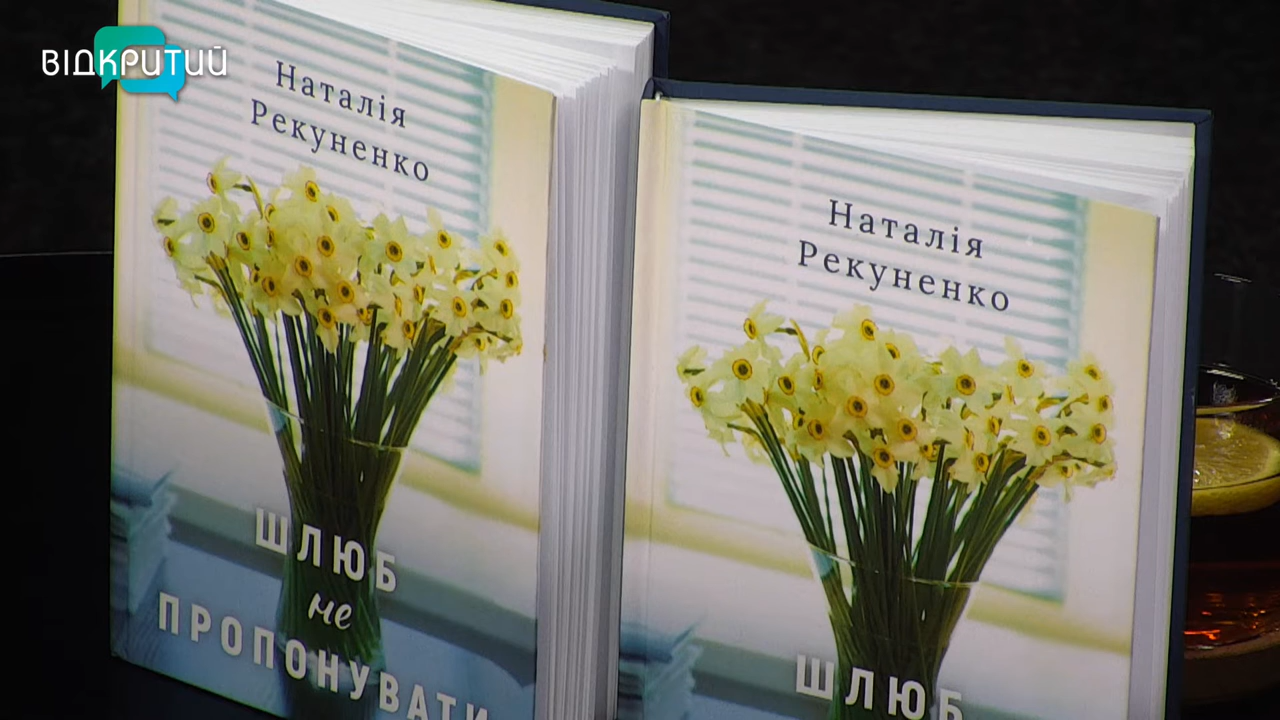 ВІДКРИТИЙ
Наталія
Рекуненко
ШЛЮБ
не
ПРОПОНУВАТИ
Наталія
Рекуненко
ШЛЮБ